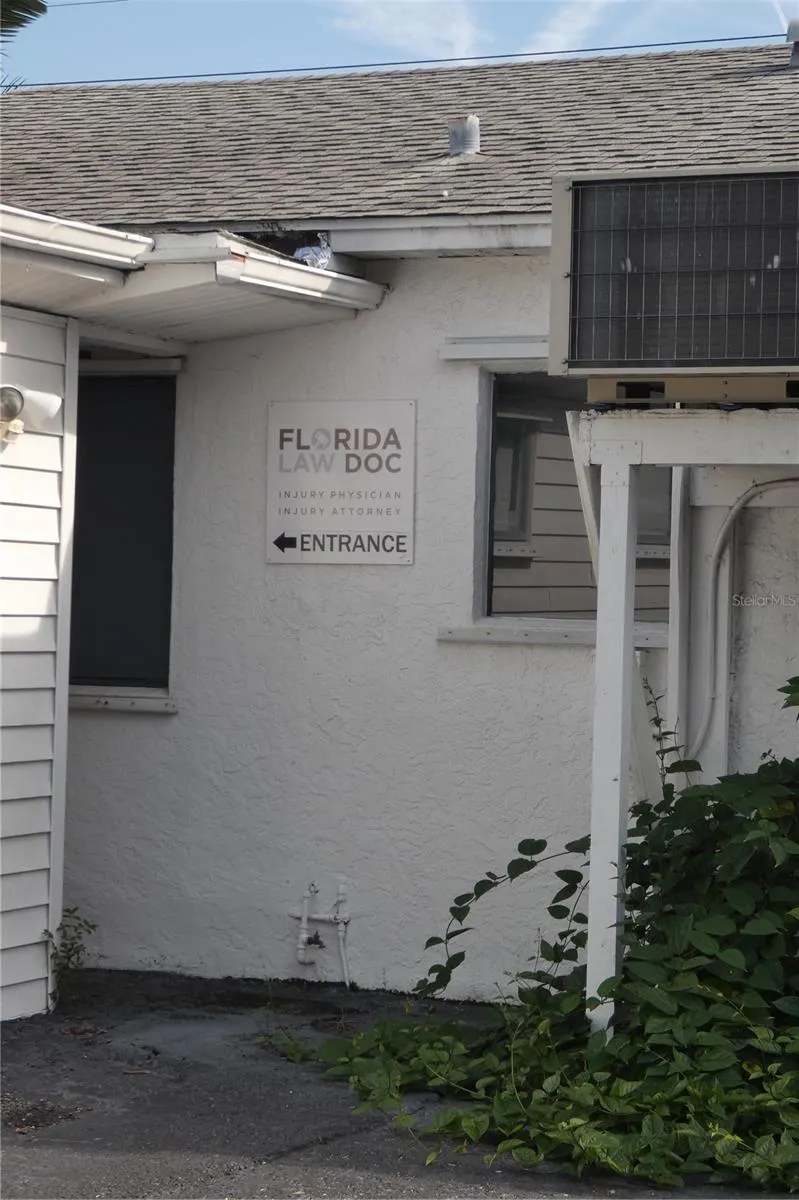 FLORIDA
LAW DOC
INJURY PHYSICIAN
INJURY ATTORNEY
ENTRANCE
StellarMLS